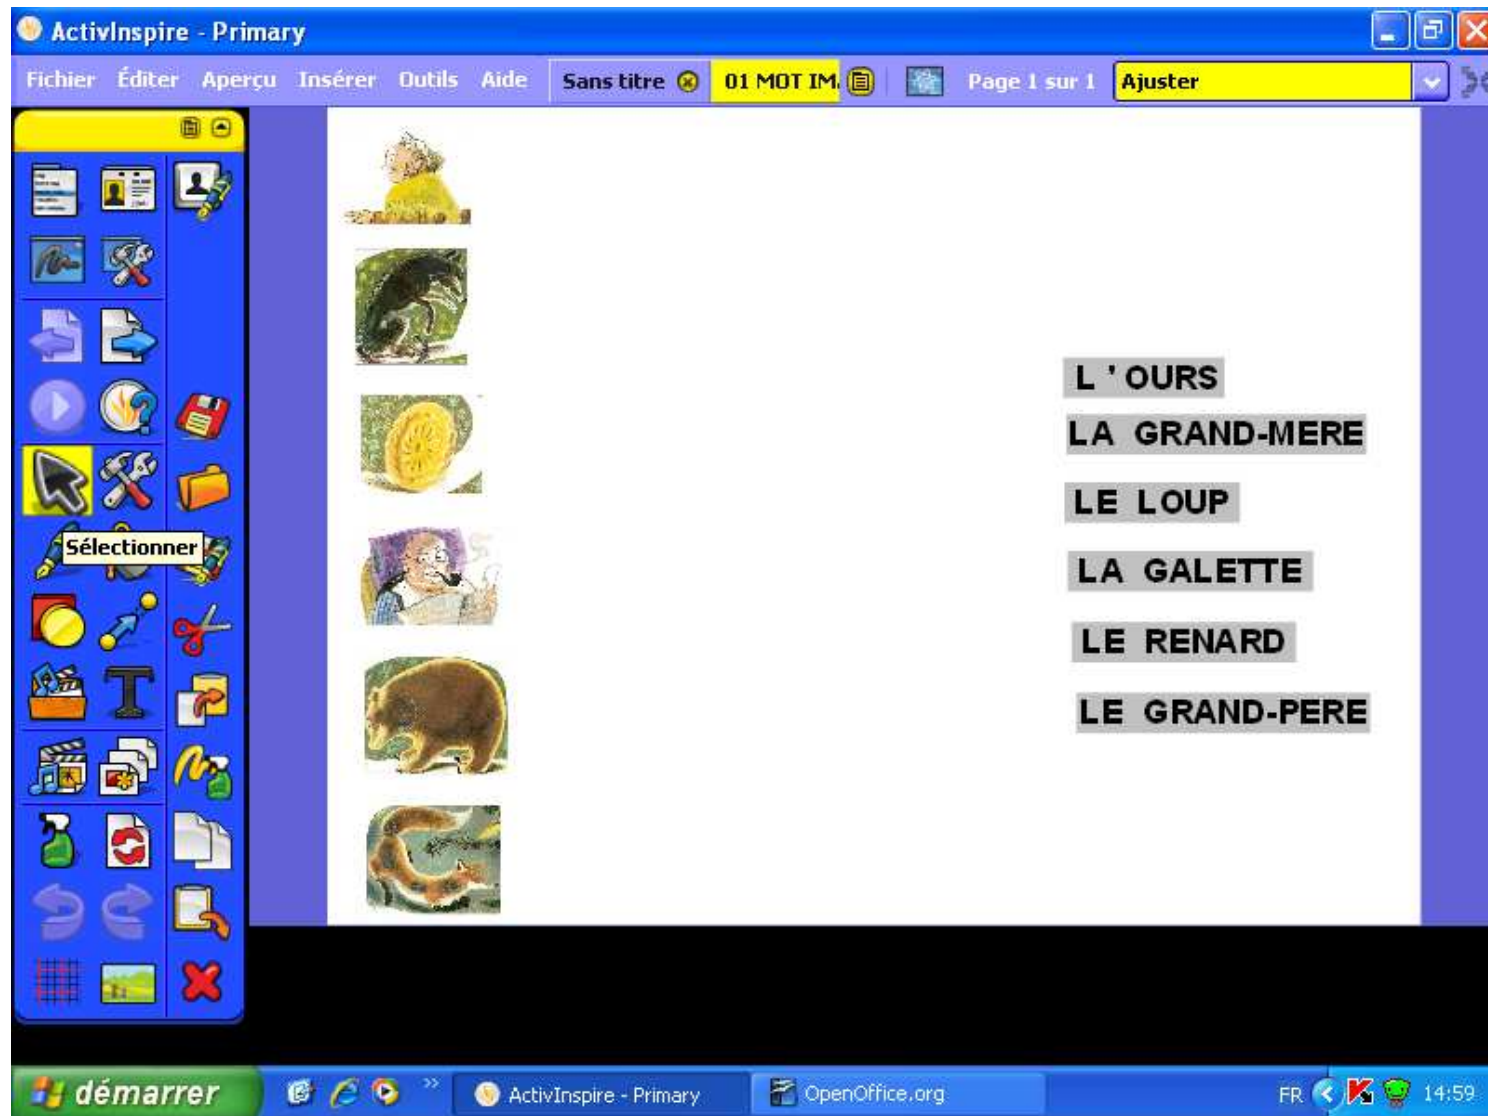 ActivInspire - Primary
Fichier Éditer Aperçu Insérer Outils Aide Sans titre 01 MOT IM. Page 1 sur 1 Ajuster
L ' OURS
LA GRAND-MERE
LE LOUP
Sélectionner
LA GALETTE
LE RENARD
LE GRAND-PERE
démarrer ActivInspire - Primary OpenOffice.org FR 14:59